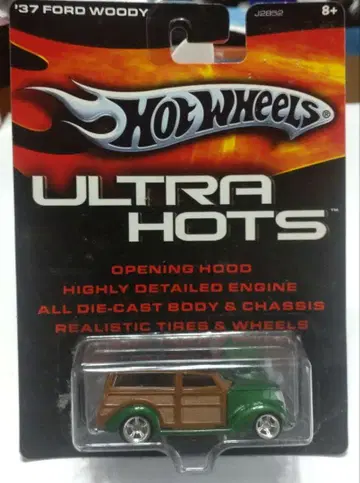 '37 FORD WOODY
J2852
8+
HOT WHEELS®
ULTRA
HOTS™
OPENING HOOD
HIGHLY DETAILED ENGINE
ALL DIE-CAST BODY & CHASSIS
REALISTIC TIRES & WHEELS